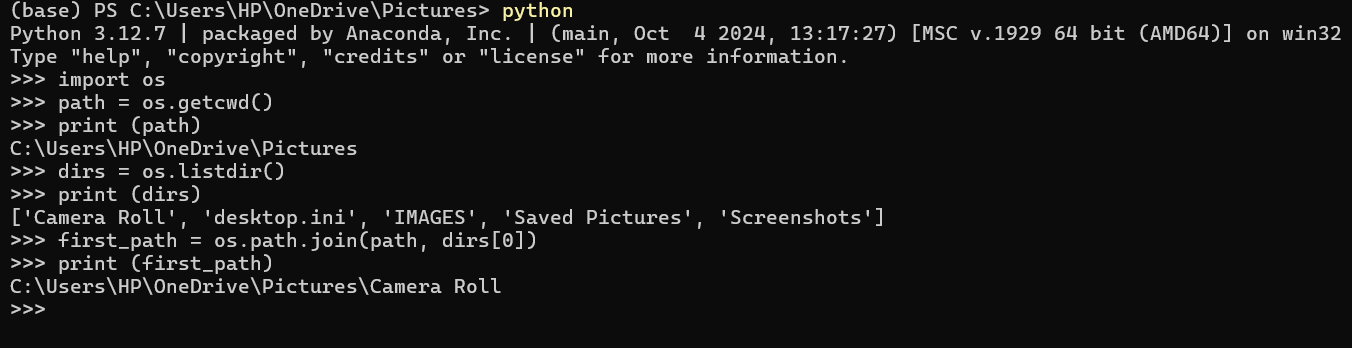 (base) PS C:\Users\HP\OneDrive\Pictures> python
Python 3.12.7 | packaged by Anaconda, Inc. | (main, Oct  4 2024, 13:17:27) [MSC v.1929 64 bit (AMD64)] on win32
Type "help", "copyright", "credits" or "license" for more information.
>>> import os
>>> path = os.getcwd()
>>> print (path)
C:\Users\HP\OneDrive\Pictures
>>> dirs = os.listdir()
>>> print (dirs)
['Camera Roll', 'desktop.ini', 'IMAGES', 'Saved Pictures', 'Screenshots']
>>> first_path = os.path.join(path, dirs[0])
>>> print (first_path)
C:\Users\HP\OneDrive\Pictures\Camera Roll
>>>